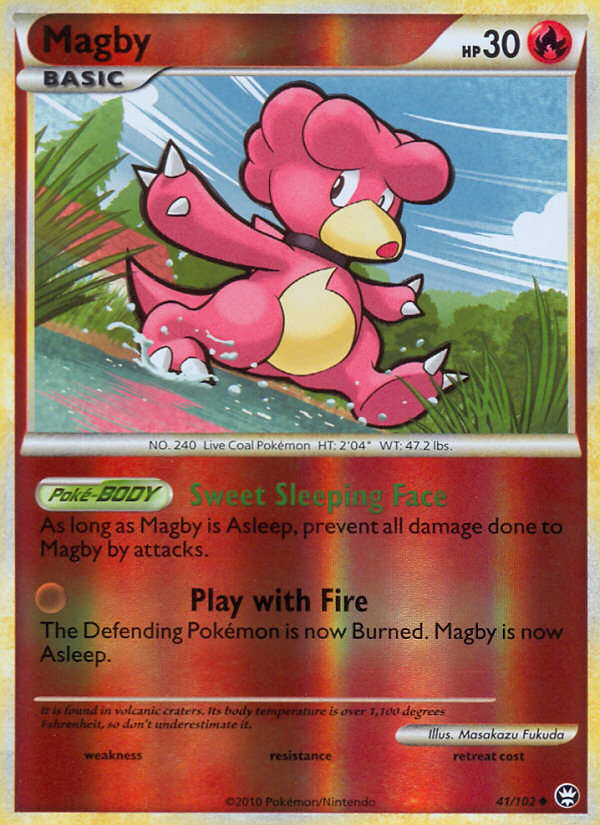 Magby
HP 30
BASIC
NO. 240 Live Coal Pokémon HT: 2'04" WT: 47.2 lbs.
Poké-BODY Sweet Sleeping Face
As long as Magby is Asleep, prevent all damage done to
Magby by attacks.
Play with Fire
The Defending Pokémon is now Burned. Magby is now
Asleep.
It is found in volcanic craters. Its body temperature is over 1,100 degrees
Fahrenheit, so don't underestimate it.
Illus. Masakazu Fukuda
weakness resistance retreat cost
©2010 Pokémon/Nintendo 41/102